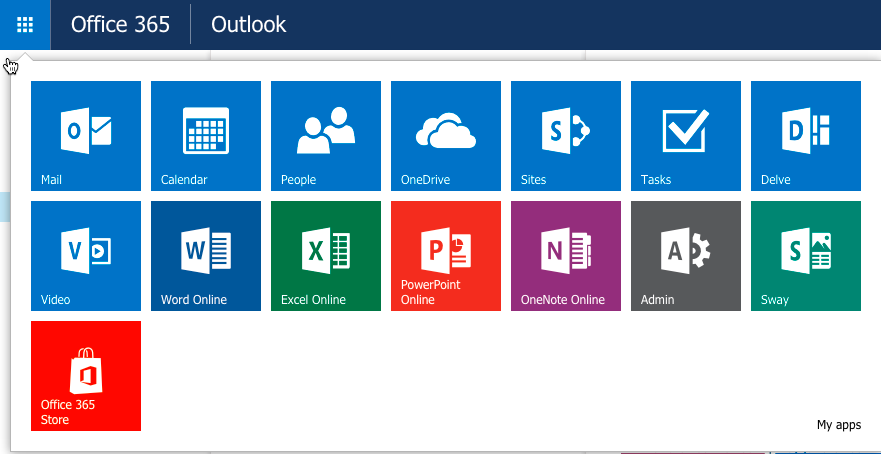 Office 365 Outlook
Mail Calendar People OneDrive Sites Tasks Delve
Video Word Online Excel Online PowerPoint
Online OneNote Online Admin Sway
Office 365
Store
My apps